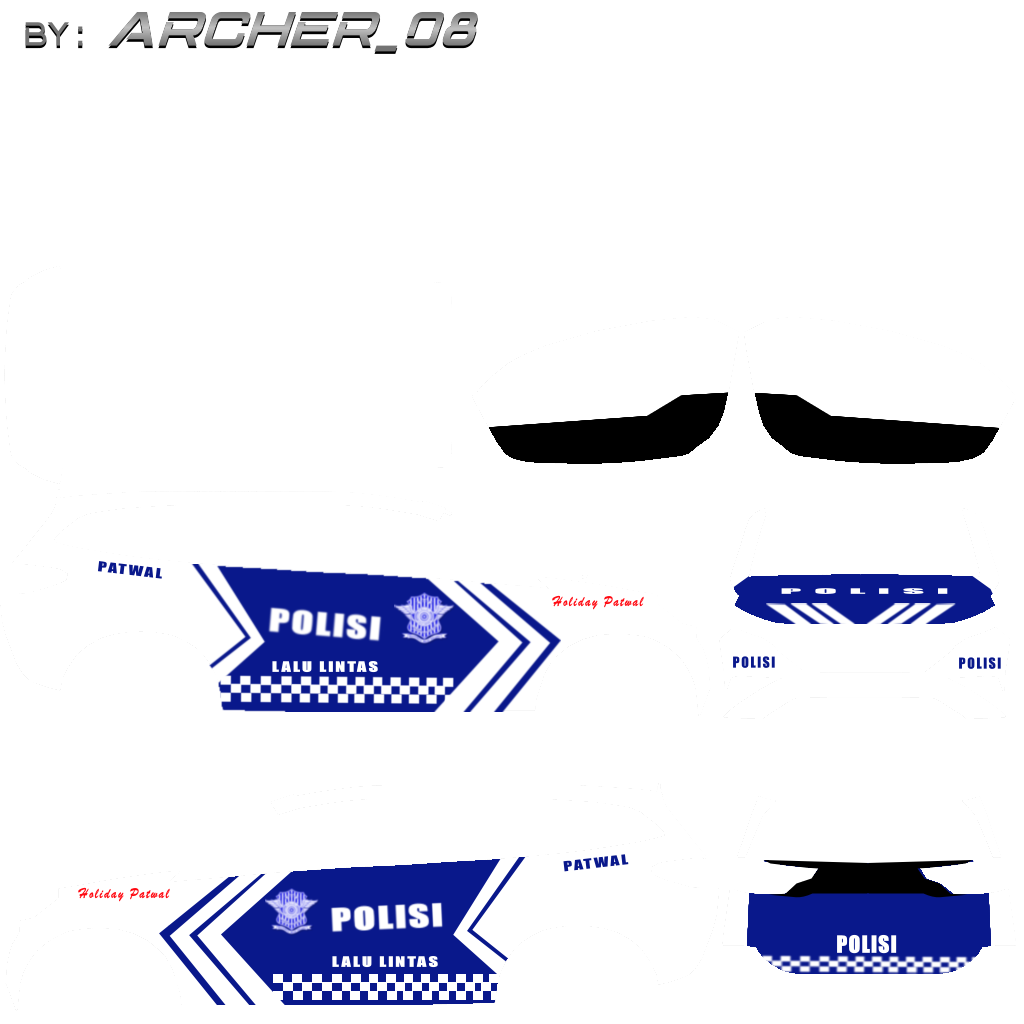 BY: ARCHER_08
PATWAL
POLISI
LALU LINTAS
Holiday Patwal
POLISI
POLISI
POLISI
Holiday Patwal
POLISI
LALU LINTAS
PATWAL
POLISI